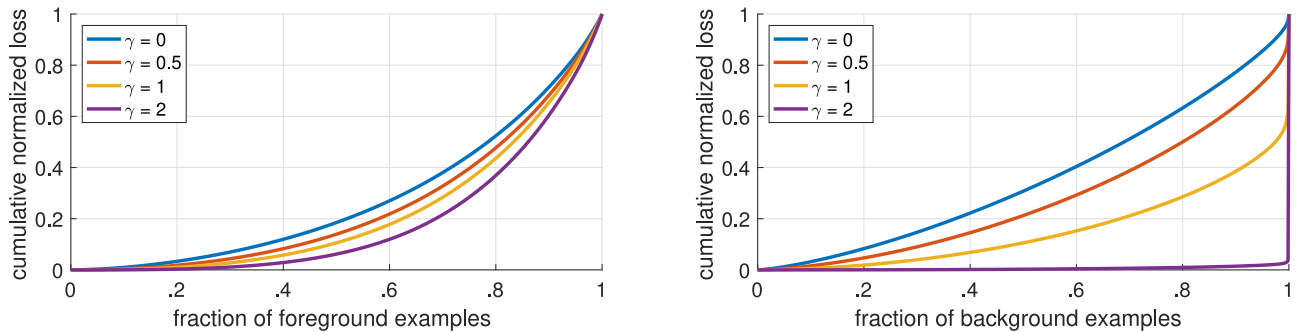 cumulative normalized loss
1
0.8
0.6
0.4
0.2
0
γ = 0
γ = 0.5
γ = 1
γ = 2
0 .2 .4 .6 .8 1
fraction of foreground examples
cumulative normalized loss
1
0.8
0.6
0.4
0.2
0
γ = 0
γ = 0.5
γ = 1
γ = 2
0 .2 .4 .6 .8 1
fraction of background examples